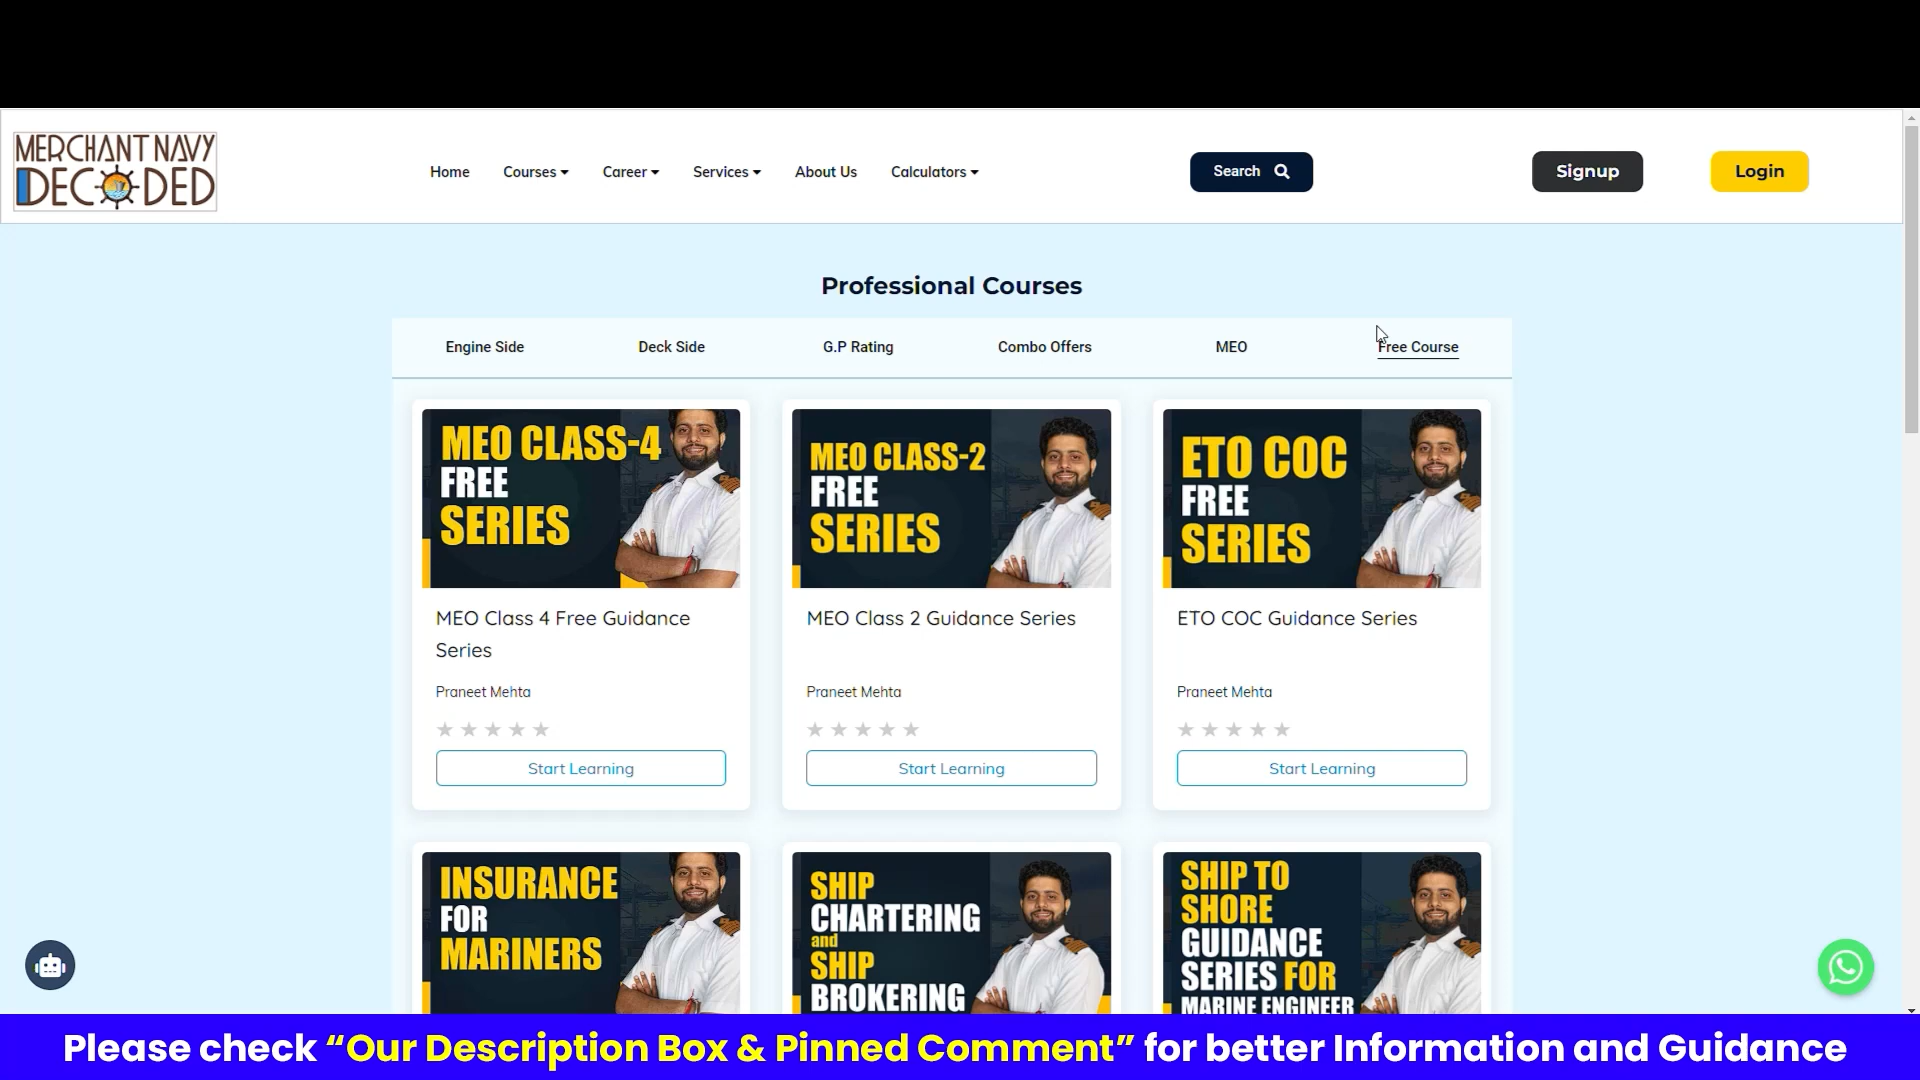 MERCHANT NAVY
DECODED
Home
Courses
Career
Services
About Us
Calculators
Search
Signup
Login
Professional Courses
Engine Side
Deck Side
G.P Rating
Combo Offers
MEO
Free Course
MEO CLASS-4
FREE
SERIES
MEO CLASS-2
FREE
SERIES
ETO COC
FREE
SERIES
MEO Class 4 Free Guidance
Series
MEO Class 2 Guidance Series
ETO COC Guidance Series
Praneet Mehta
Praneet Mehta
Praneet Mehta
Start Learning
Start Learning
Start Learning
INSURANCE
FOR
MARINERS
SHIP
CHARTERING
and
SHIP
BROKERING
SHIP TO
SHORE
GUIDANCE
SERIES FOR
MARINE ENGINEER
Please check “Our Description Box & Pinned Comment” for better Information and Guidance